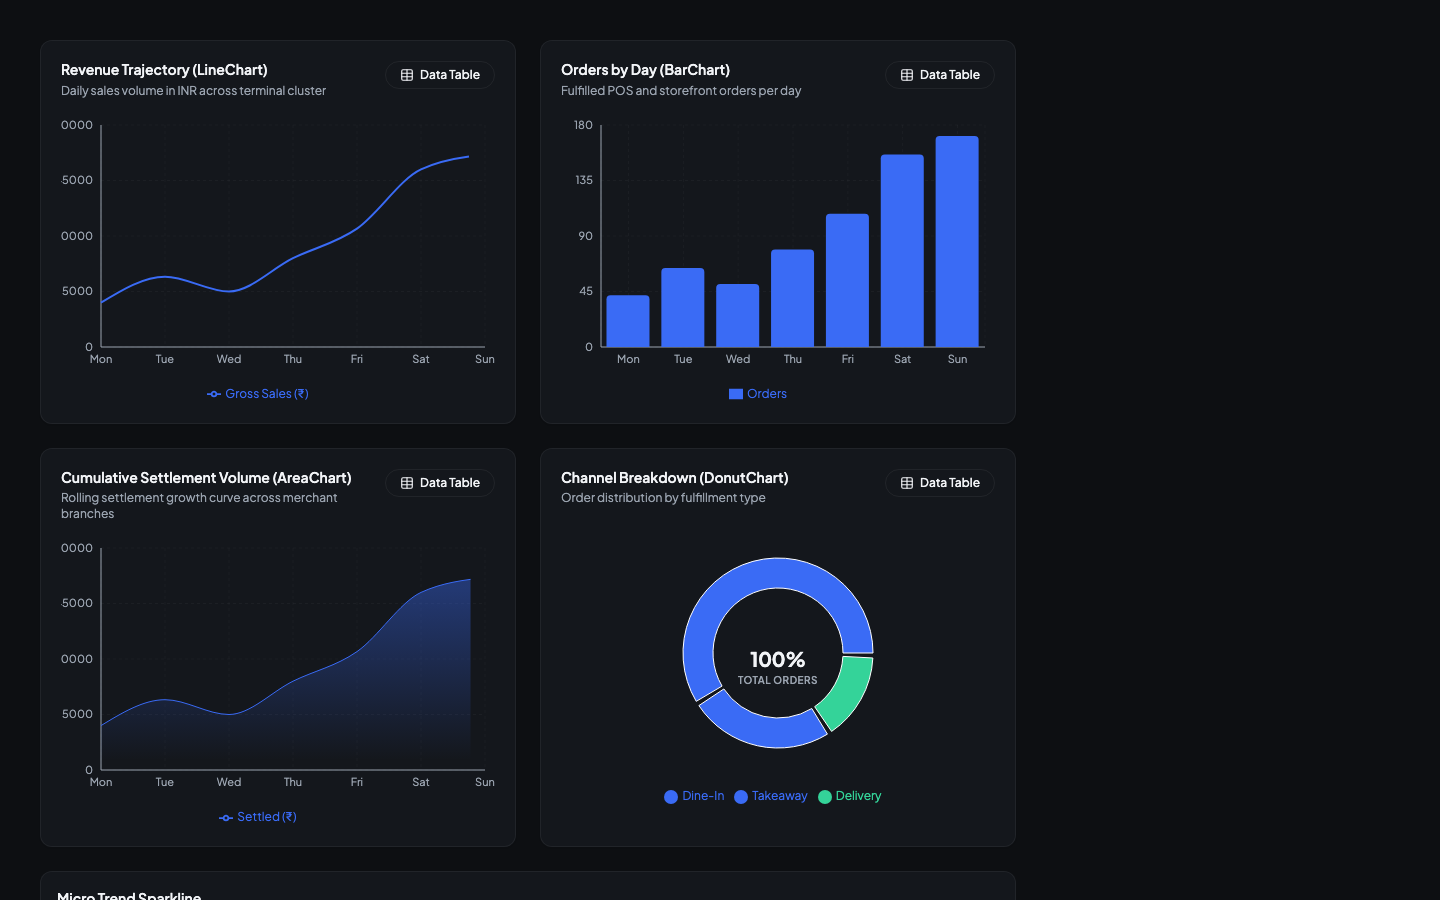 Revenue Trajectory (LineChart)
Daily sales volume in INR across terminal cluster
Data Table
0000
5000
0000
5000
0
Mon Tue Wed Thu Fri Sat Sun
Gross Sales (₹)
Orders by Day (BarChart)
Fulfilled POS and storefront orders per day
Data Table
180
135
90
45
0
Mon Tue Wed Thu Fri Sat Sun
Orders
Cumulative Settlement Volume (AreaChart)
Rolling settlement growth curve across merchant
branches
Data Table
0000
5000
0000
5000
0
Mon Tue Wed Thu Fri Sat Sun
Settled (₹)
Channel Breakdown (DonutChart)
Order distribution by fulfillment type
Data Table
100%
TOTAL ORDERS
Dine-In Takeaway Delivery
Micro Trend Sparkline